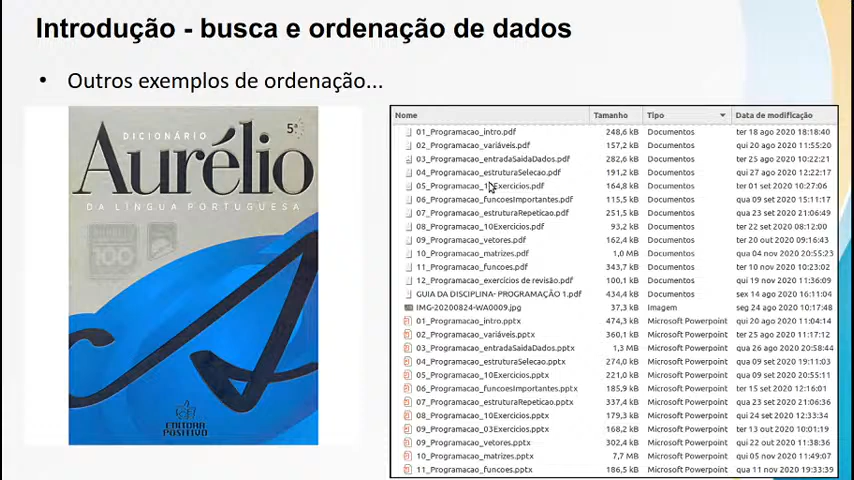 Introdução - busca e ordenação de dados
• Outros exemplos de ordenação...
DICIONÁRIO
5ª
Aurélio
DA LÍNGUA PORTUGUESA
100
EDITORA
POSITIVO
Nome Tamanho Tipo Data de modificação
01_Programacao_intro.pdf 248,6 kB Documentos ter 18 ago 2020 18:18:40
02_Programacao_variáveis.pdf 157,2 kB Documentos qui 20 ago 2020 11:55:20
03_Programacao_entradaSaidaDados.pdf 282,6 kB Documentos ter 25 ago 2020 10:22:21
04_Programacao_estruturaSelecao.pdf 191,2 kB Documentos qui 27 ago 2020 12:22:17
05_Programacao_10Exercicios.pdf 164,8 kB Documentos ter 01 set 2020 10:27:06
06_Programacao_funcoesImportantes.pdf 115,5 kB Documentos qua 09 set 2020 15:11:17
07_Programacao_estruturaRepeticao.pdf 251,5 kB Documentos qua 23 set 2020 21:06:49
08_Programacao_10Exercicios.pdf 93,2 kB Documentos ter 22 set 2020 08:12:00
09_Programacao_vetores.pdf 162,4 kB Documentos ter 20 out 2020 09:16:43
10_Programacao_matrizes.pdf 1,0 MB Documentos qua 04 nov 2020 20:55:23
11_Programacao_funcoes.pdf 343,7 kB Documentos ter 10 nov 2020 10:23:02
12_Programacao_exercícios de revisão.pdf 100,1 kB Documentos qui 19 nov 2020 11:36:09
GUIA DA DISCIPLINA- PROGRAMAÇÃO 1.pdf 434,4 kB Documentos sex 14 ago 2020 16:11:04
IMG-20200824-WA0009.jpg 37,3 kB Imagem seg 24 ago 2020 10:17:48
01_Programacao_intro.pptx 474,3 kB Microsoft Powerpoint qui 20 ago 2020 11:04:14
02_Programacao_variáveis.pptx 360,1 kB Microsoft Powerpoint ter 25 ago 2020 11:17:12
03_Programacao_entradaSaidaDados.pptx 1,3 MB Microsoft Powerpoint qua 26 ago 2020 20:58:44
04_Programacao_estruturaSelecao.pptx 274,0 kB Microsoft Powerpoint qua 09 set 2020 19:11:03
05_Programacao_10Exercicios.pptx 221,0 kB Microsoft Powerpoint qua 09 set 2020 20:55:11
06_Programacao_funcoesImportantes.pptx 185,9 kB Microsoft Powerpoint ter 15 set 2020 12:16:01
07_Programacao_estruturaRepeticao.pptx 337,4 kB Microsoft Powerpoint qua 23 set 2020 21:06:36
08_Programacao_10Exercicios.pptx 179,3 kB Microsoft Powerpoint qui 24 set 2020 12:33:34
09_Programacao_03Exercicios.pptx 168,2 kB Microsoft Powerpoint ter 13 out 2020 10:01:19
09_Programacao_vetores.pptx 302,4 kB Microsoft Powerpoint qui 22 out 2020 11:38:36
10_Programacao_matrizes.pptx 7,7 MB Microsoft Powerpoint qui 05 nov 2020 11:49:07
11_Programacao_funcoes.pptx 186,5 kB Microsoft Powerpoint qua 11 nov 2020 19:33:39